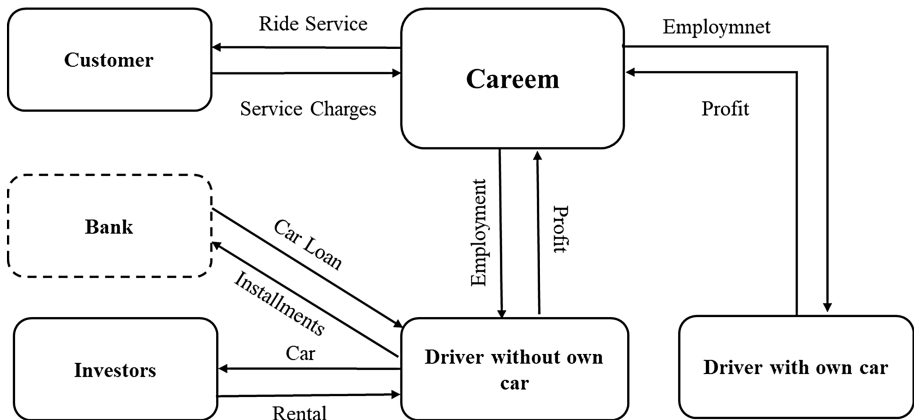 Ride Service
Customer
Service Charges
Careem
Employmnet
Profit
Employment
Profit
Bank
Car Loan
Installments
Investors
Car
Rental
Driver without own
car
Driver with own car